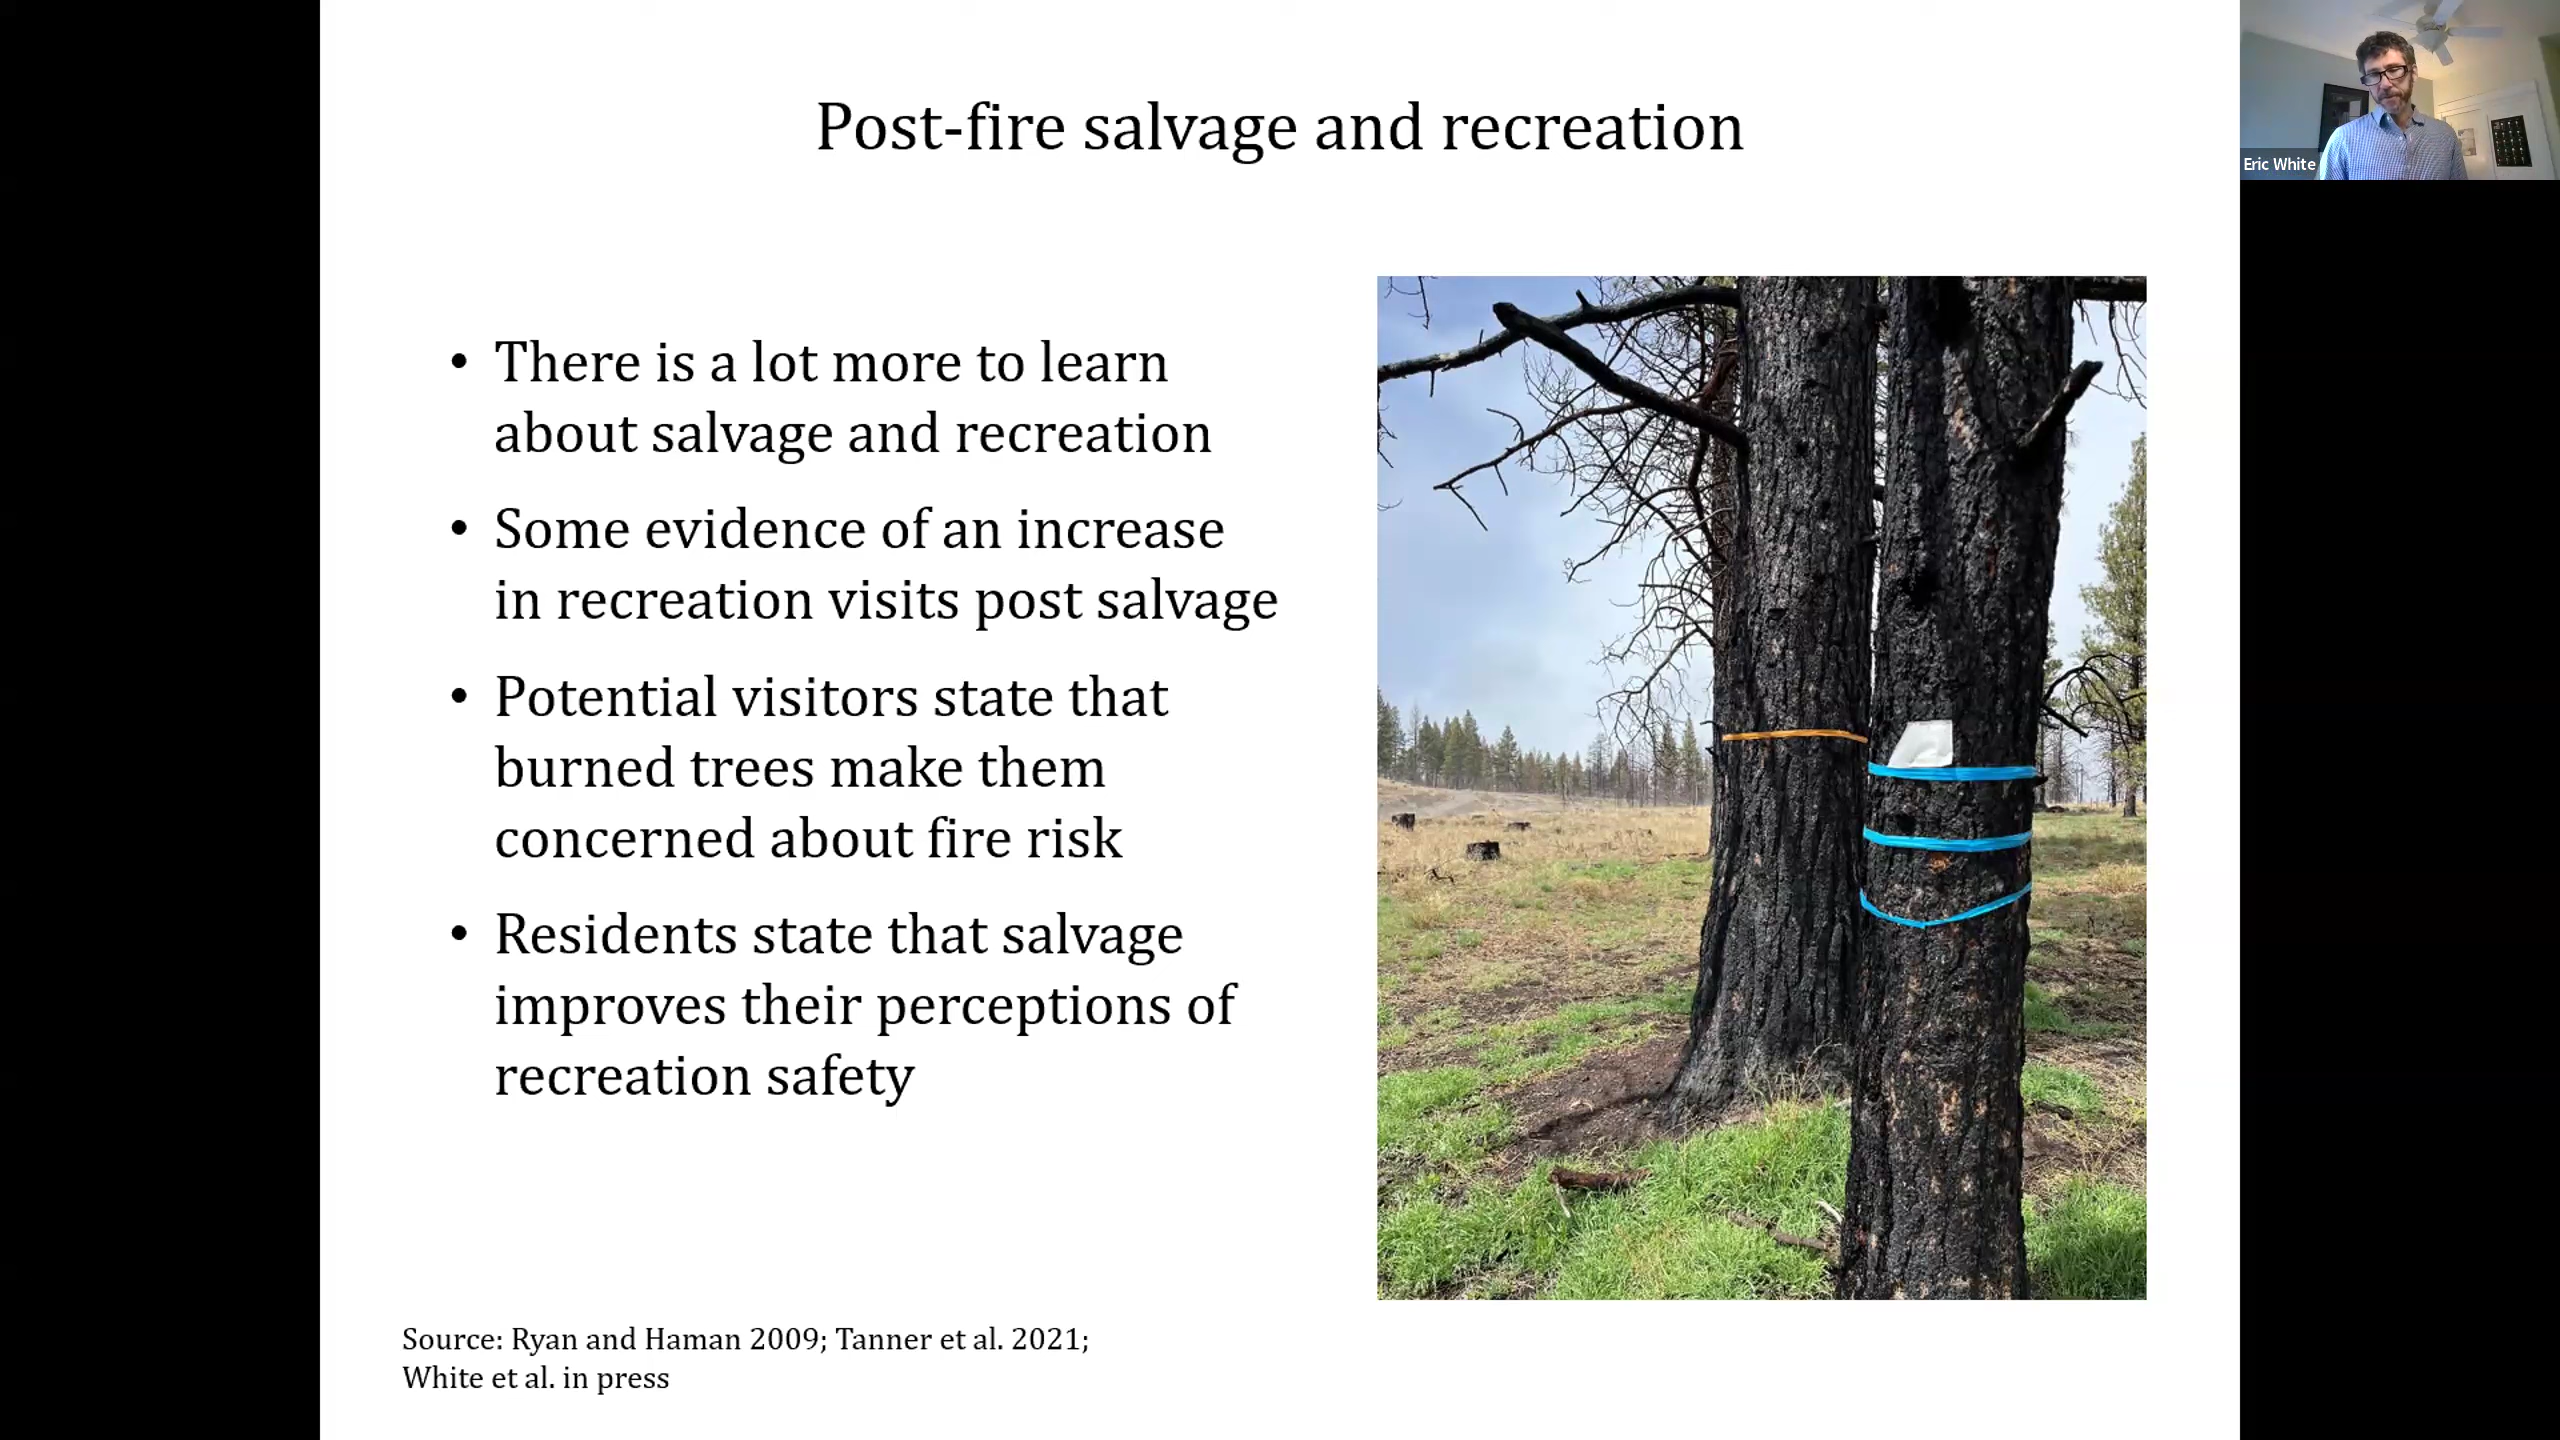 Post-fire salvage and recreation
Eric White
• There is a lot more to learn
about salvage and recreation
• Some evidence of an increase
in recreation visits post salvage
• Potential visitors state that
burned trees make them
concerned about fire risk
• Residents state that salvage
improves their perceptions of
recreation safety
Source: Ryan and Haman 2009; Tanner et al. 2021;
White et al. in press